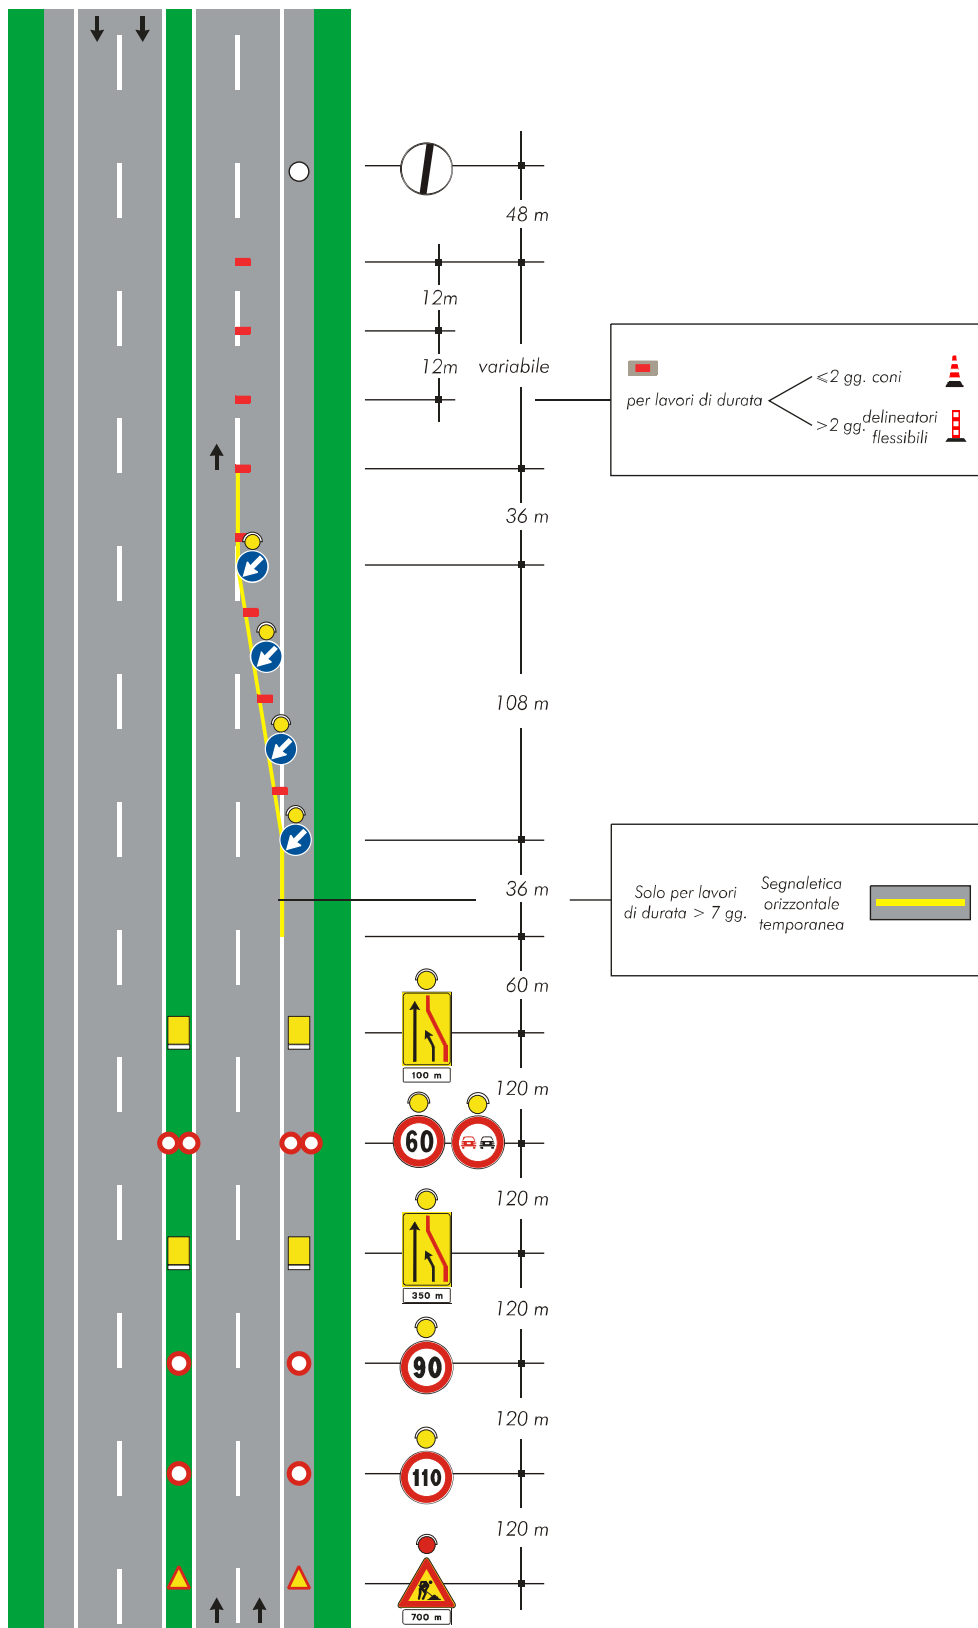 48 m
12m
12m
variabile
≤2 gg. coni
per lavori di durata
>2 gg. delineatori
flessibili
36 m
108 m
36 m
Solo per lavori
di durata > 7 gg.
Segnaletica
orizzontale
temporanea
60 m
100 m
120 m
60
120 m
350 m
120 m
90
120 m
110
120 m
700 m